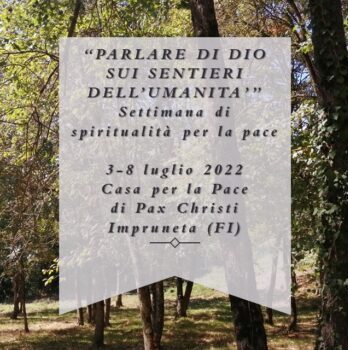 “PARLARE DI DIO
SUI SENTIERI
DELL’UMANITA’”
Settimana di
spiritualità per la pace
3-8 luglio 2022
Casa per la Pace
di Pax Christi
Impruneta (FI)